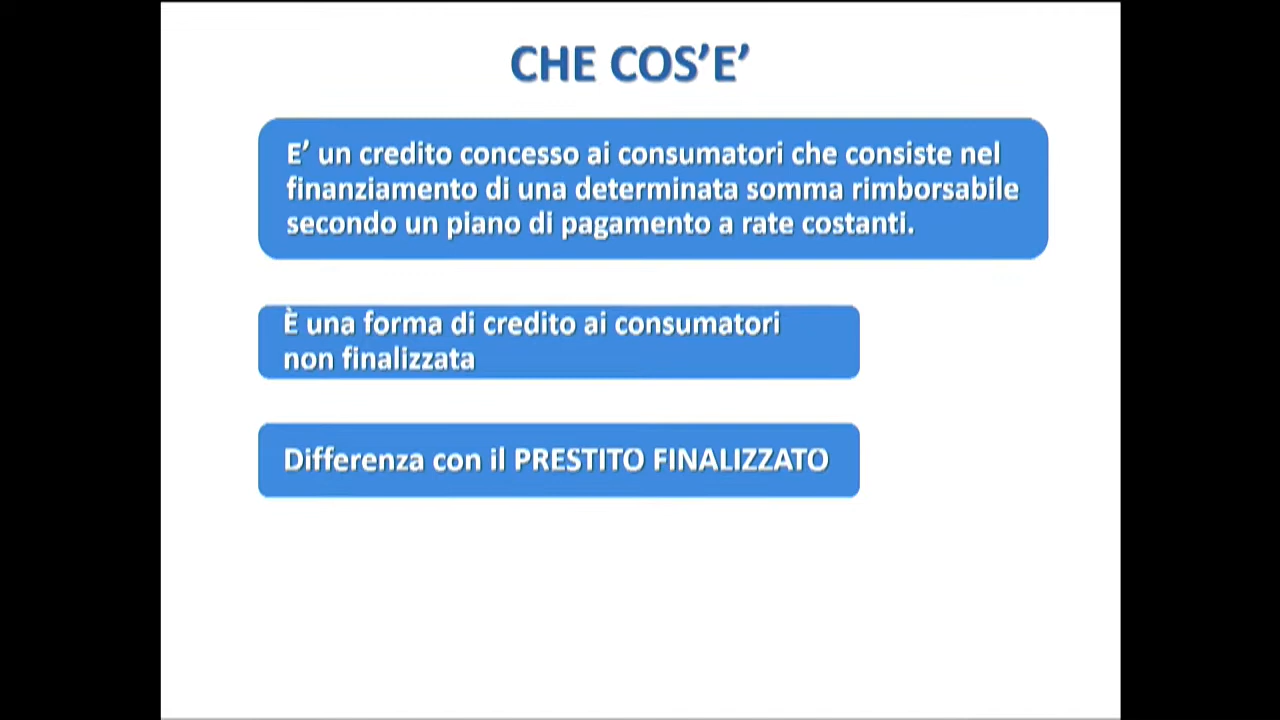 CHE COS’E’
E’ un credito concesso ai consumatori che consiste nel
finanziamento di una determinata somma rimborsabile
secondo un piano di pagamento a rate costanti.
È una forma di credito ai consumatori
non finalizzata
Differenza con il PRESTITO FINALIZZATO